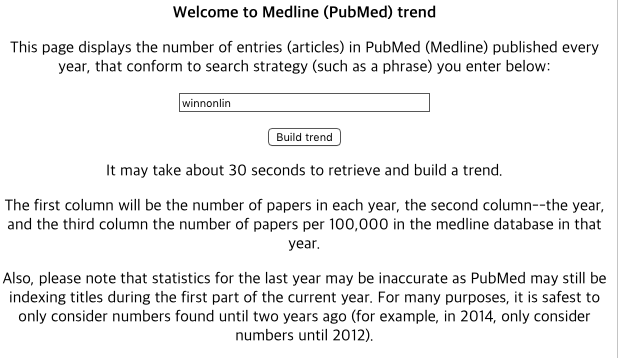 Welcome to Medline (PubMed) trend
This page displays the number of entries (articles) in PubMed (Medline) published every
year, that conform to search strategy (such as a phrase) you enter below:
winnonlin
Build trend
It may take about 30 seconds to retrieve and build a trend.
The first column will be the number of papers in each year, the second column--the year,
and the third column the number of papers per 100,000 in the medline database in that
year.
Also, please note that statistics for the last year may be inaccurate as PubMed may still be
indexing titles during the first part of the current year. For many purposes, it is safest to
only consider numbers found until two years ago (for example, in 2014, only consider
numbers until 2012).